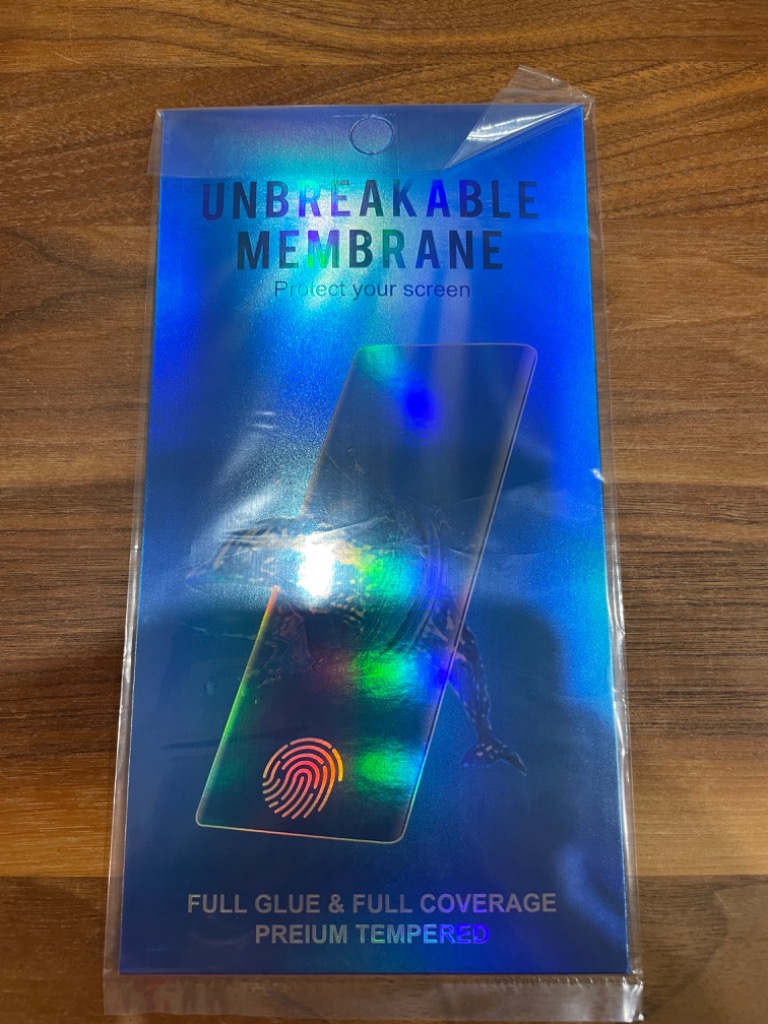 UNBREAKABLE
MEMBRANE
Protect your screen
FULL GLUE & FULL COVERAGE
PREIUM TEMPERED